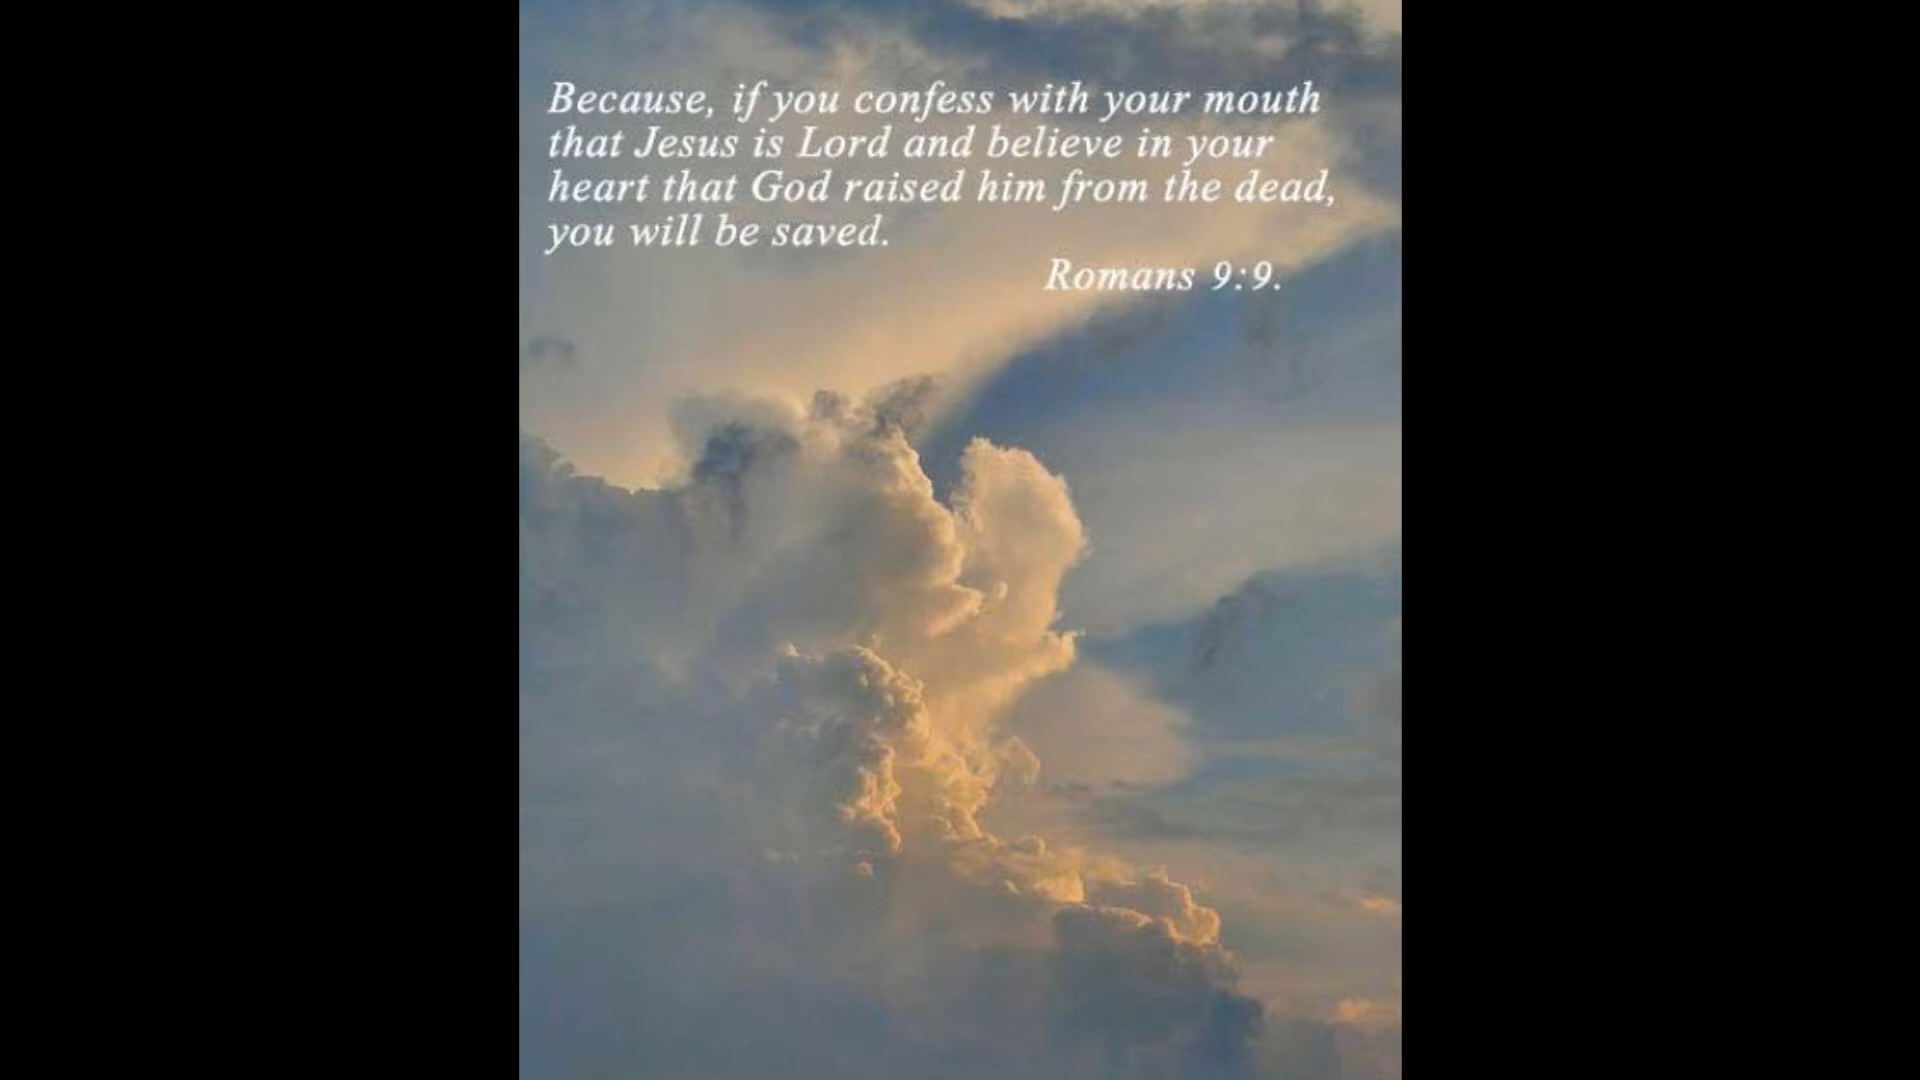 Because, if you confess with your mouth
that Jesus is Lord and believe in your
heart that God raised him from the dead,
you will be saved.
Romans 9:9.